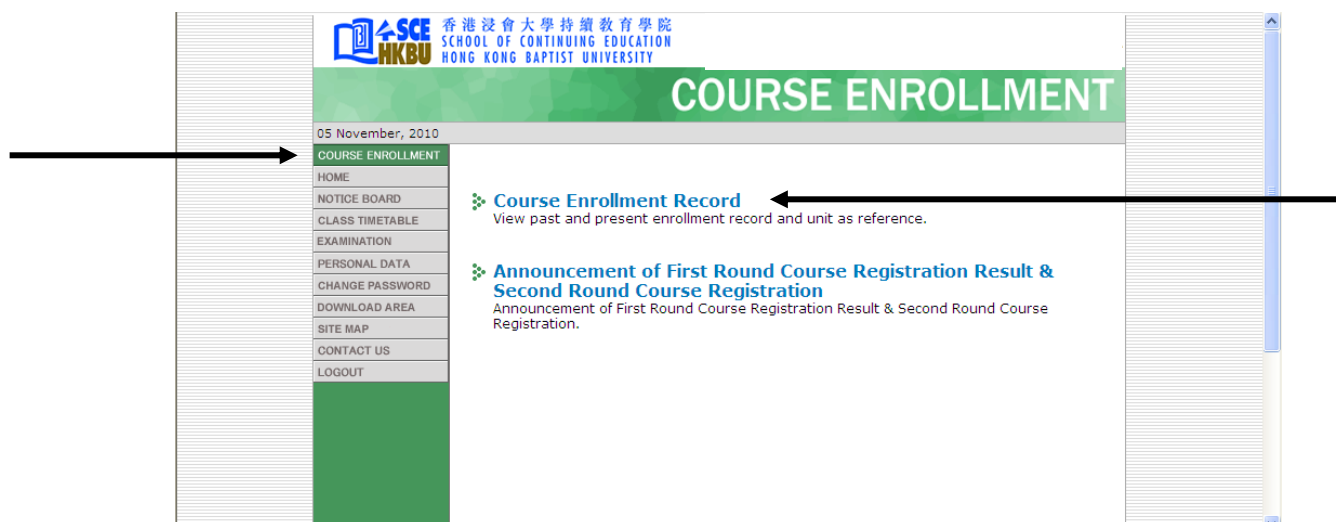 SCE
HKBU
香港浸會大學持續教育學院
SCHOOL OF CONTINUING EDUCATION
HONG KONG BAPTIST UNIVERSITY
COURSE ENROLLMENT
05 November, 2010
COURSE ENROLLMENT
HOME
NOTICE BOARD
CLASS TIMETABLE
EXAMINATION
PERSONAL DATA
CHANGE PASSWORD
DOWNLOAD AREA
SITE MAP
CONTACT US
LOGOUT
Course Enrollment Record
View past and present enrollment record and unit as reference.
Announcement of First Round Course Registration Result &
Second Round Course Registration
Announcement of First Round Course Registration Result & Second Round Course
Registration.